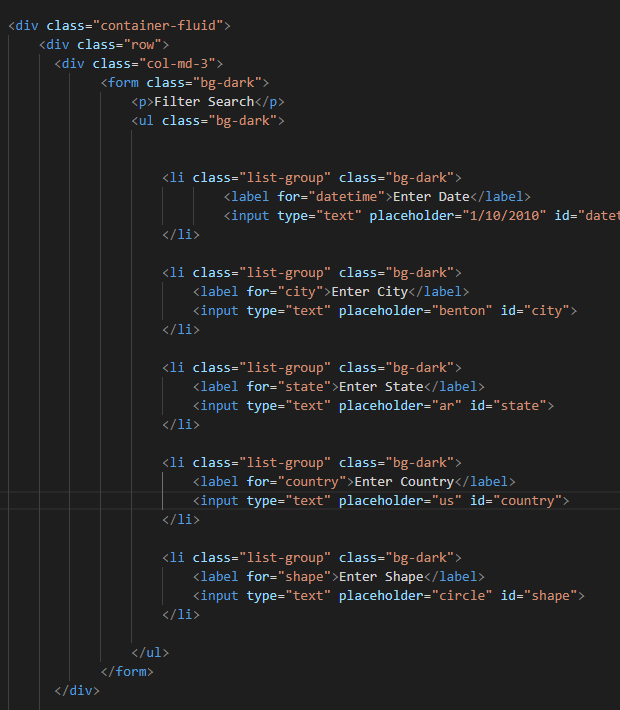 <div class="container-fluid">
<div class="row">
<div class="col-md-3">
<form class="bg-dark">
<p>Filter Search</p>
<ul class="bg-dark">
<li class="list-group" class="bg-dark">
<label for="datetime">Enter Date</label>
<input type="text" placeholder="1/10/2010" id="datet
</li>
<li class="list-group" class="bg-dark">
<label for="city">Enter City</label>
<input type="text" placeholder="benton" id="city">
</li>
<li class="list-group" class="bg-dark">
<label for="state">Enter State</label>
<input type="text" placeholder="ar" id="state">
</li>
<li class="list-group" class="bg-dark">
<label for="country">Enter Country</label>
<input type="text" placeholder="us" id="country">
</li>
<li class="list-group" class="bg-dark">
<label for="shape">Enter Shape</label>
<input type="text" placeholder="circle" id="shape">
</li>
</ul>
</form>
</div>